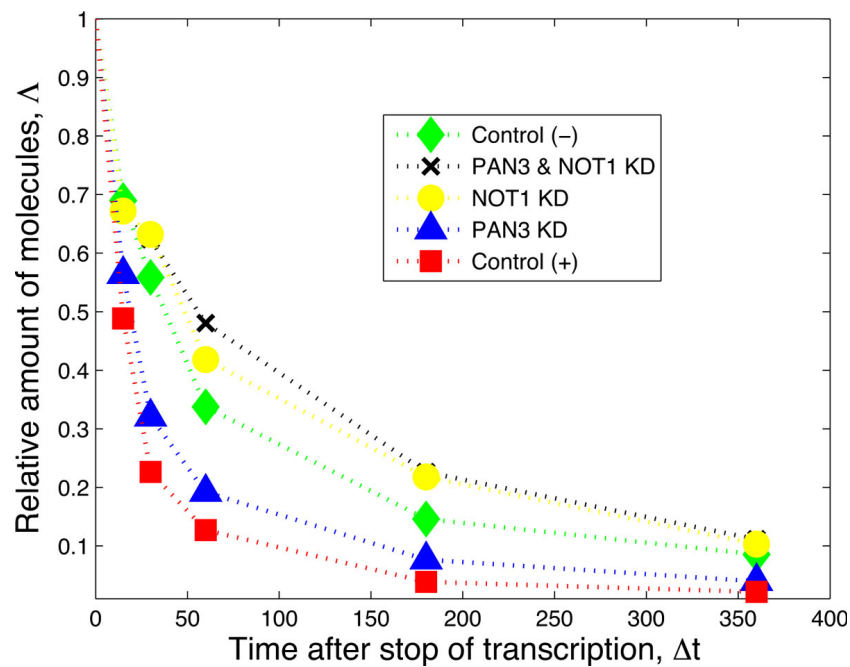 Relative amount of molecules, Λ
1
0.9
0.8
0.7
0.6
0.5
0.4
0.3
0.2
0.1
Control (−)
PAN3 & NOT1 KD
NOT1 KD
PAN3 KD
Control (+)
0 50 100 150 200 250 300 350 400
Time after stop of transcription, Δt